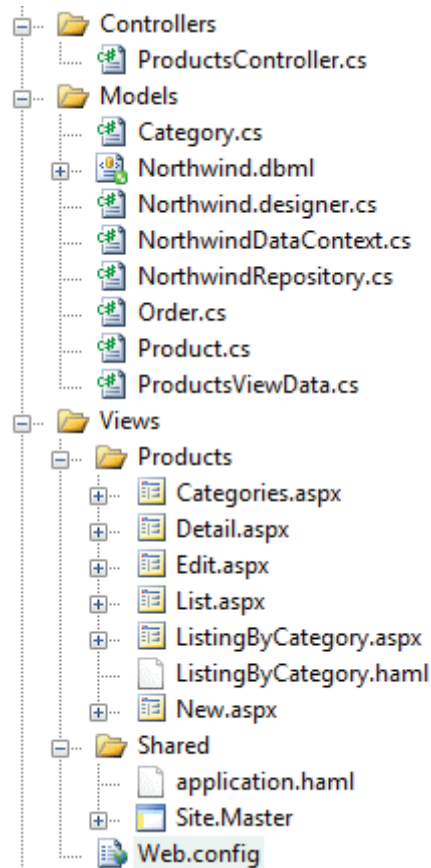 Controllers
ProductsController.cs
Models
Category.cs
Northwind.dbml
Northwind.designer.cs
NorthwindDataContext.cs
NorthwindRepository.cs
Order.cs
Product.cs
ProductsViewData.cs
Views
Products
Categories.aspx
Detail.aspx
Edit.aspx
List.aspx
ListingByCategory.aspx
ListingByCategory.haml
New.aspx
Shared
application.haml
Site.Master
Web.config